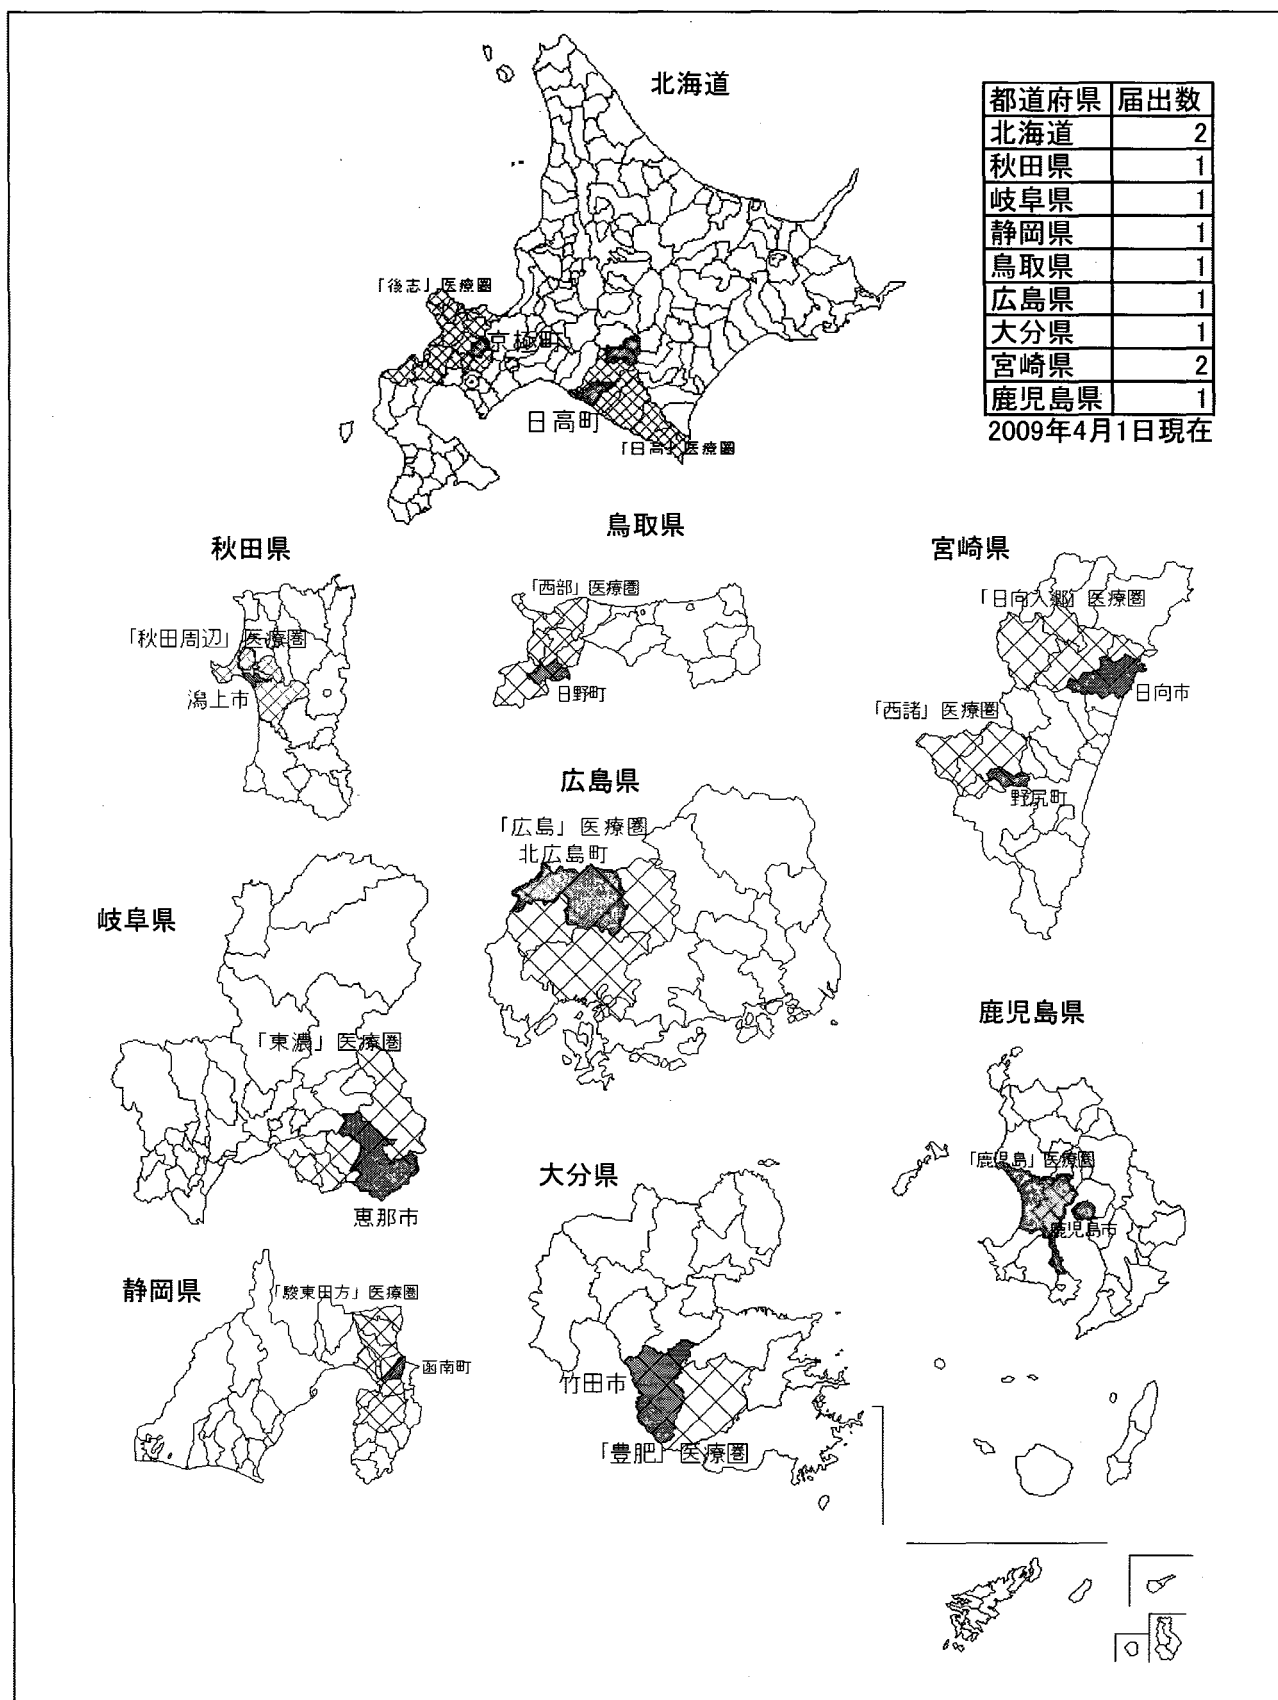 北海道
都道府県 届出数
北海道 2
秋田県 1
岐阜県 1
静岡県 1
鳥取県 1
広島県 1
大分県 1
宮崎県 2
鹿児島県 1
2009年4月1日現在
「後志」医療圏
京極町
日高町
「日高」医療圏
秋田県
「秋田周辺」医療圏
潟上市
鳥取県
「西部」医療圏
日野町
宮崎県
「日向入郷」医療圏
日向市
「西諸」医療圏
野尻町
広島県
「広島」医療圏
北広島町
岐阜県
「東濃」医療圏
恵那市
鹿児島県
「鹿児島」医療圏
鹿児島市
大分県
竹田市
「豊肥」医療圏
静岡県
「駿東田方」医療圏
函南町